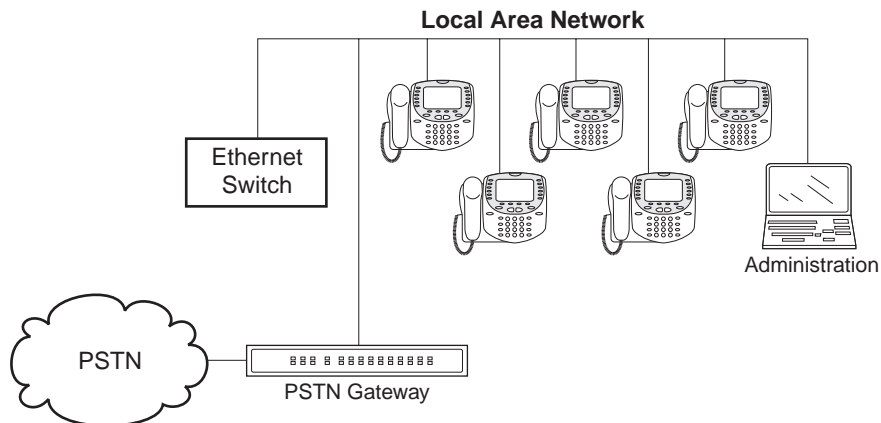 Local Area Network
Ethernet
Switch
Administration
PSTN
PSTN Gateway